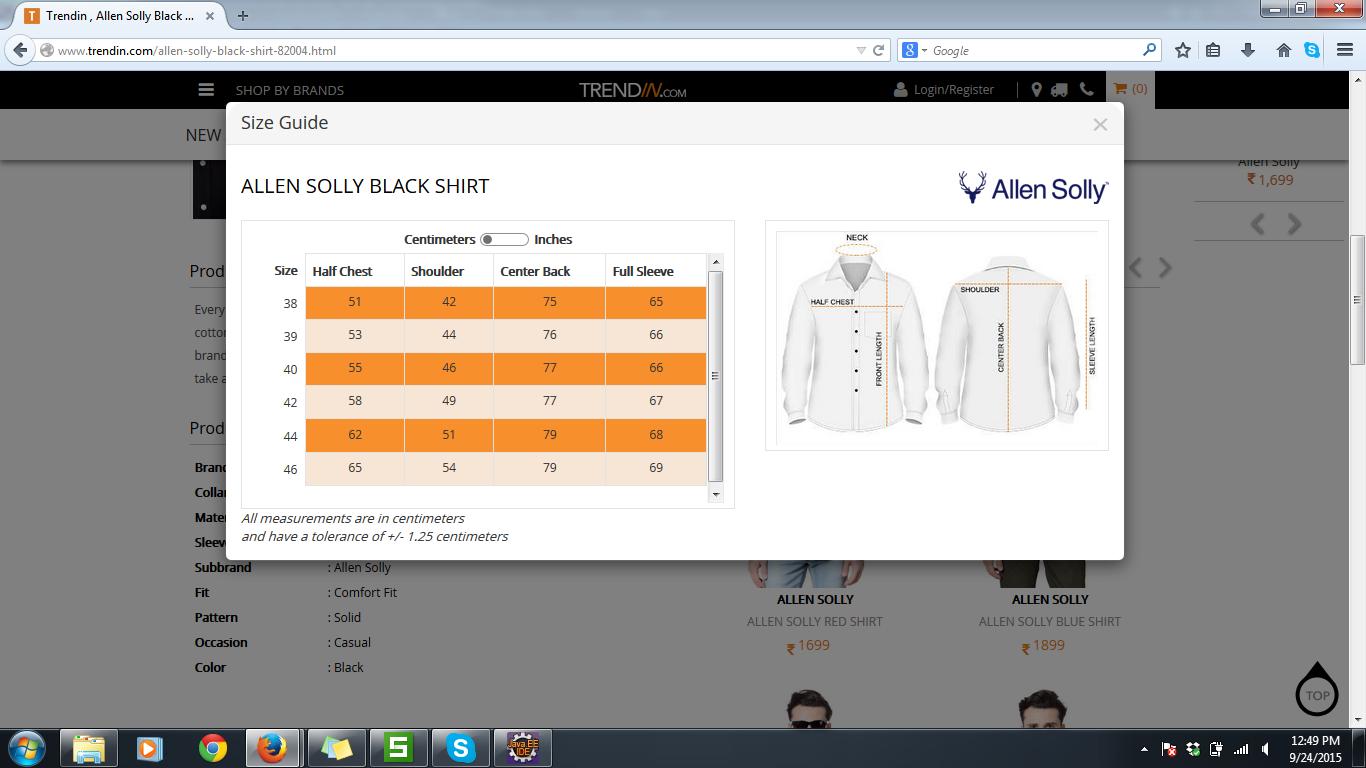 Trendin , Allen Solly Black ...
www.trendin.com/allen-solly-black-shirt-82004.html
Google
SHOP BY BRANDS
TRENDIN.COM
Login/Register
(0)
NEW
Size Guide
ALLEN SOLLY BLACK SHIRT
Allen Solly
Allen Solly
₹ 1,699
Centimeters Inches
Size Half Chest Shoulder Center Back Full Sleeve
38 51 42 75 65
39 53 44 76 66
40 55 46 77 66
42 58 49 77 67
44 62 51 79 68
46 65 54 79 69
All measurements are in centimeters
and have a tolerance of +/- 1.25 centimeters
NECK
HALF CHEST
FRONT LENGTH
SHOULDER
CENTER BACK
SLEEVE LENGTH
Prod
Every
cotto
bran
take a
Prod
Bran
Colla
Mate
Sleev
Subbrand : Allen Solly
Fit : Comfort Fit
Pattern : Solid
Occasion : Casual
Color : Black
ALLEN SOLLY
ALLEN SOLLY RED SHIRT
₹ 1699
ALLEN SOLLY
ALLEN SOLLY BLUE SHIRT
₹ 1899
TOP
Java EE
IDE
12:49 PM
9/24/2015